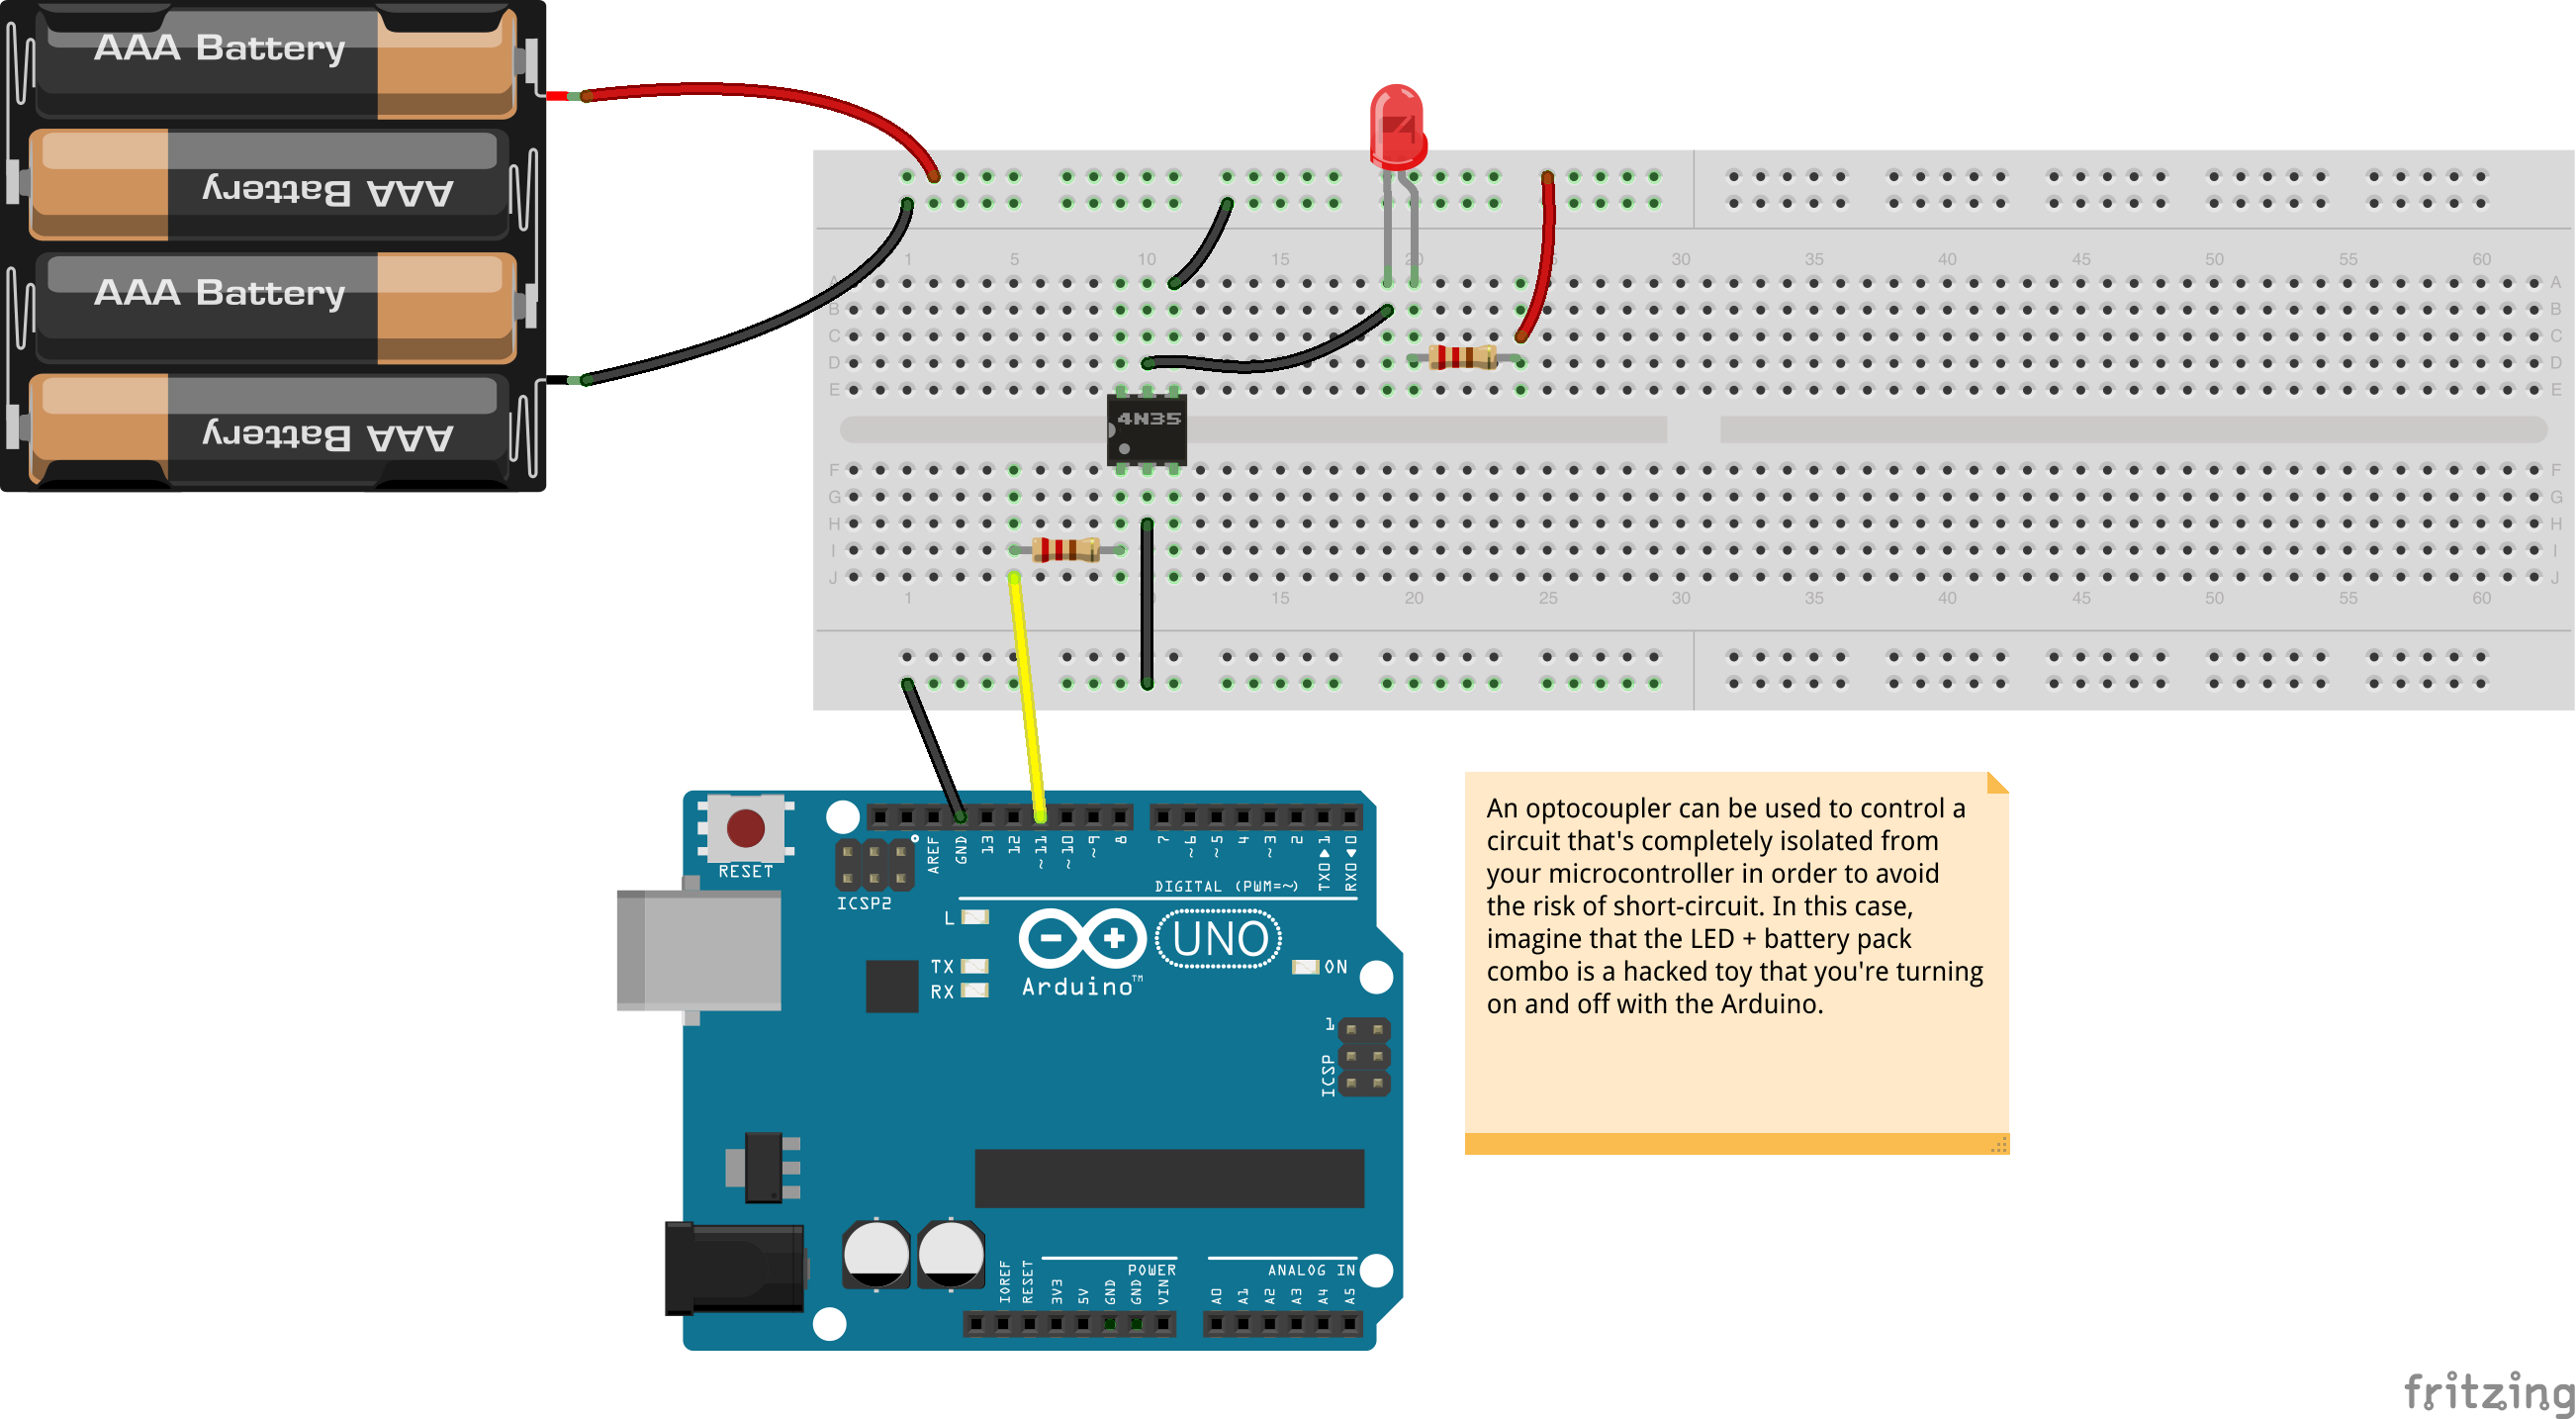 AAA Battery
AAA Battery
AAA Battery
AAA Battery
1 5 10 15 20 30 35 40 45 50 55 60
A A
B B
C C
D D
E E
4N35
F F
G G
H H
I I
J J
1 15 20 25 30 35 40 45 50 55 60
RESET
ICSP2
AREF
GND
13
12
~11
~10
~9
8
7
~6
~5
4
~3
2
TX0▶1
RX0◀0
DIGITAL (PWM=~)
L
TX
RX
Arduino™
UNO
ON
1
ICSP
IOREF
RESET
3V3
5V
GND
GND
VIN
POWER
ANALOG IN
A0
A1
A2
A3
A4
A5
An optocoupler can be used to control a
circuit that's completely isolated from
your microcontroller in order to avoid
the risk of short-circuit. In this case,
imagine that the LED + battery pack
combo is a hacked toy that you're turning
on and off with the Arduino.
fritzing